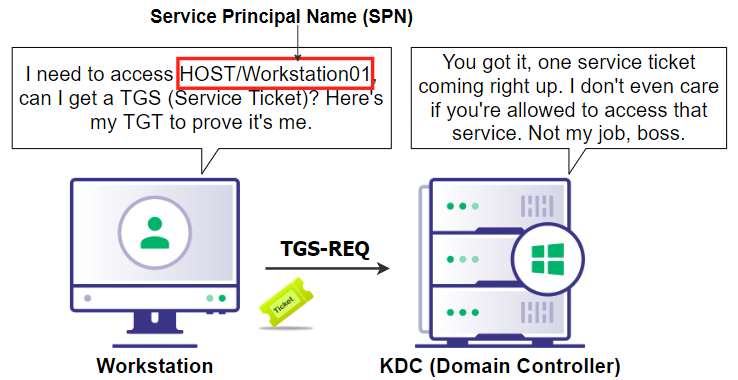 Service Principal Name (SPN)
I need to access HOST/Workstation01,
can I get a TGS (Service Ticket)? Here's
my TGT to prove it's me.
You got it, one service ticket
coming right up. I don't even care
if you're allowed to access that
service. Not my job, boss.
TGS-REQ
Ticket
Workstation
KDC (Domain Controller)